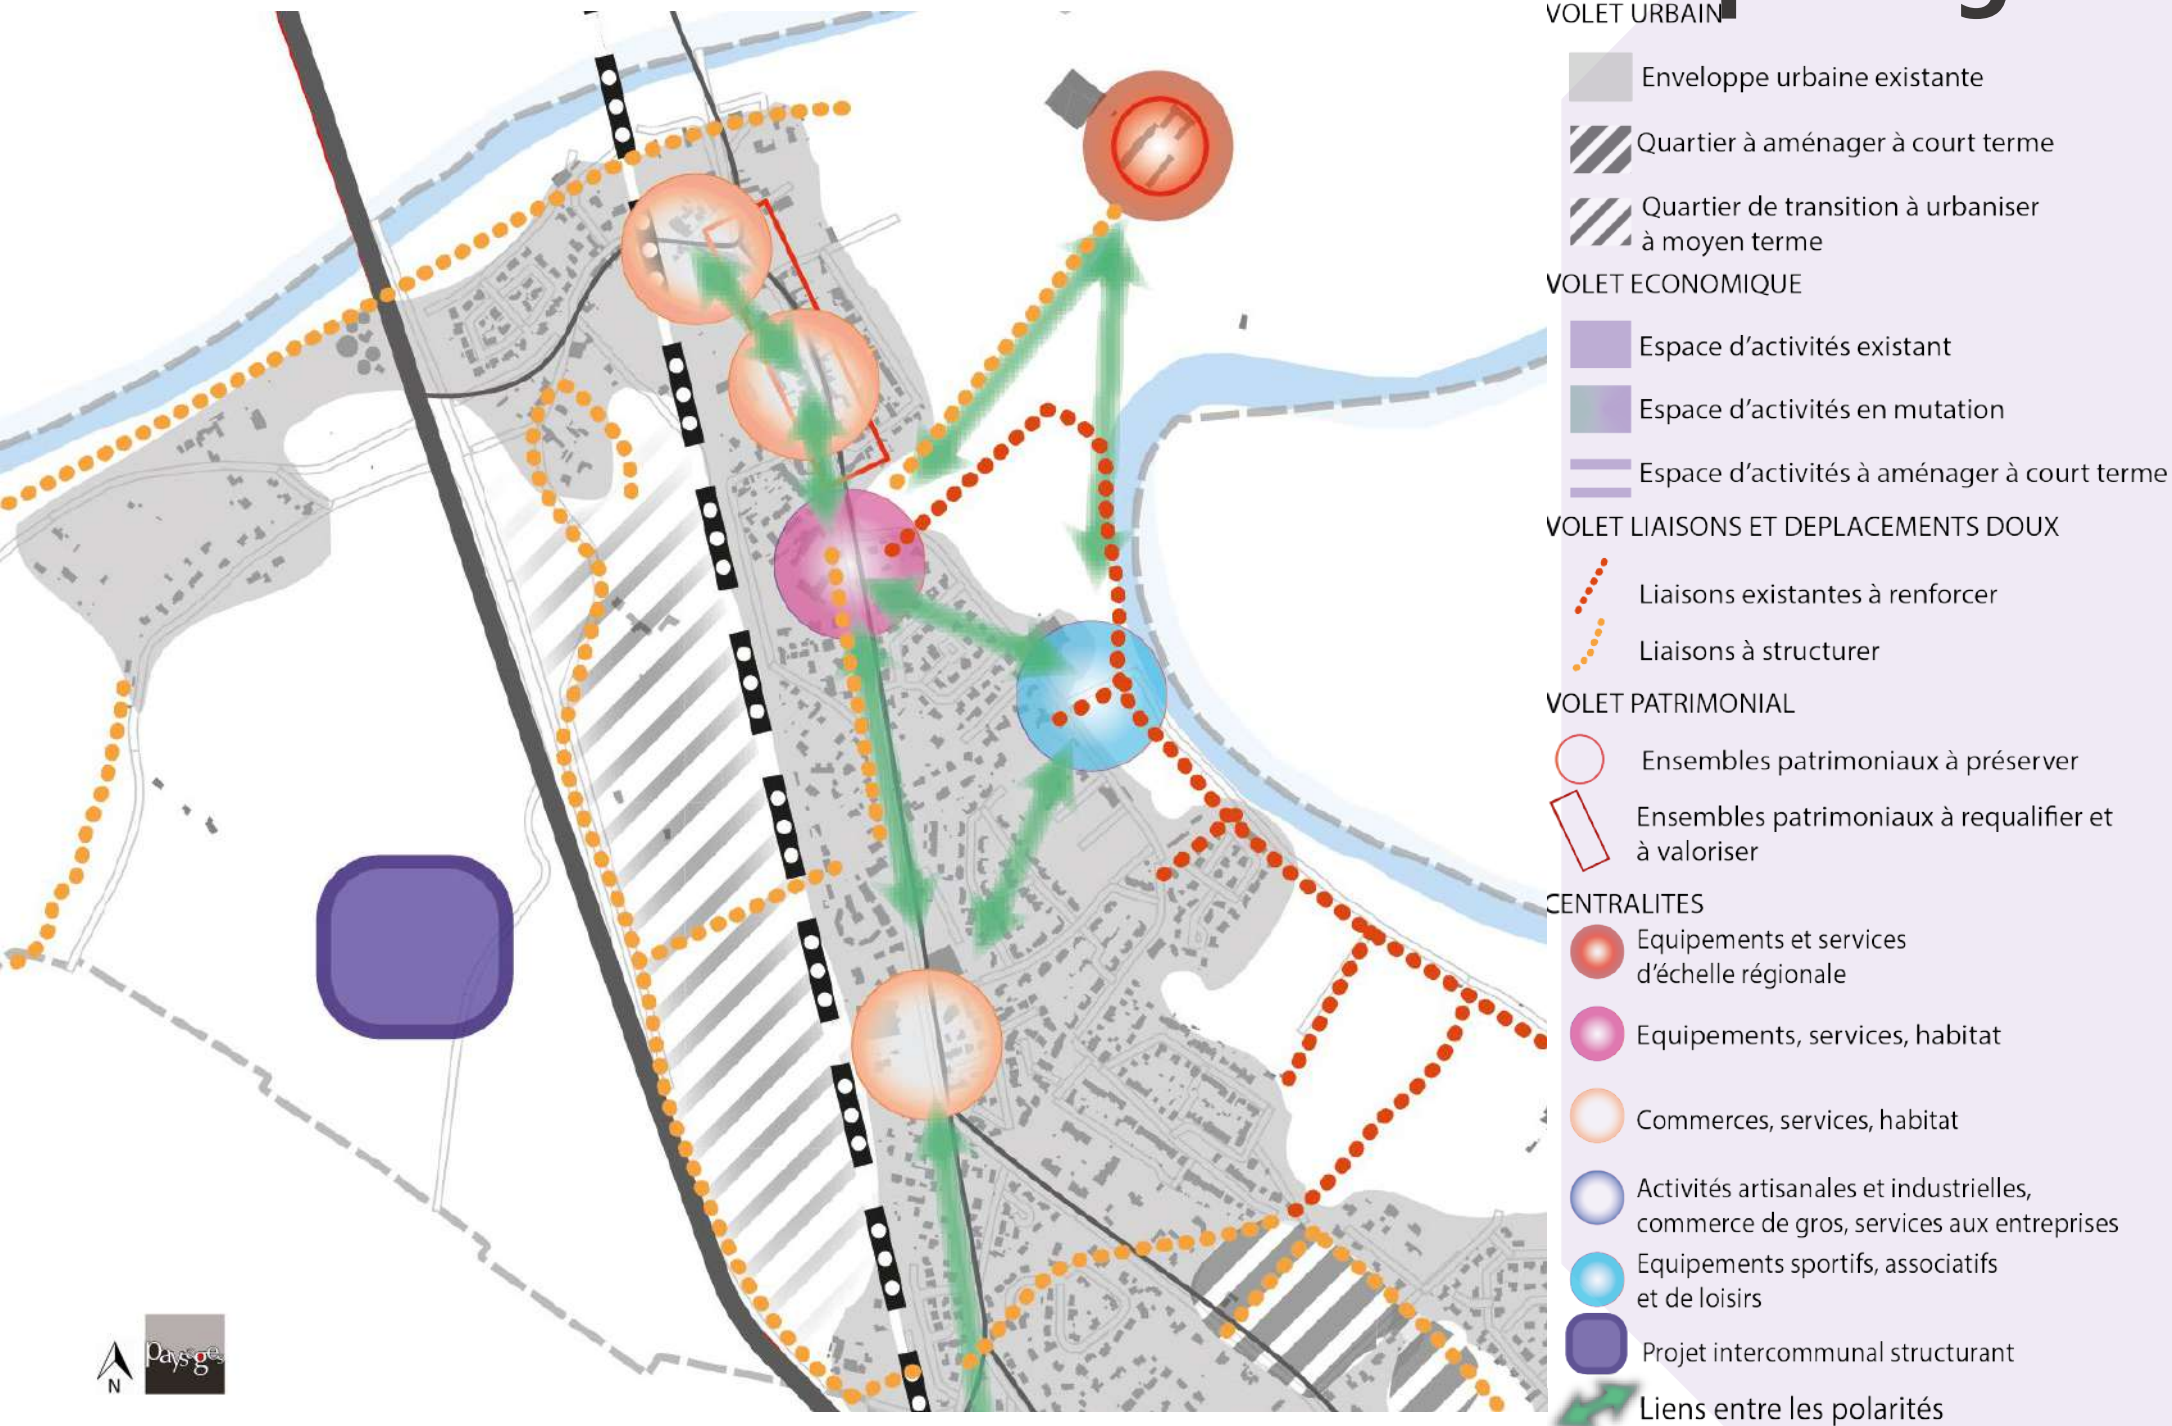 VOLET URBAIN
Enveloppe urbaine existante
Quartier à aménager à court terme
Quartier de transition à urbaniser
à moyen terme
VOLET ECONOMIQUE
Espace d'activités existant
Espace d'activités en mutation
Espace d'activités à aménager à court terme
VOLET LIAISONS ET DEPLACEMENTS DOUX
Liaisons existantes à renforcer
Liaisons à structurer
VOLET PATRIMONIAL
Ensembles patrimoniaux à préserver
Ensembles patrimoniaux à requalifier et
à valoriser
CENTRALITES
Equipements et services
d'échelle régionale
Equipements, services, habitat
Commerces, services, habitat
Activités artisanales et industrielles,
commerce de gros, services aux entreprises
Equipements sportifs, associatifs
et de loisirs
Projet intercommunal structurant
Liens entre les polarités
N
paysages